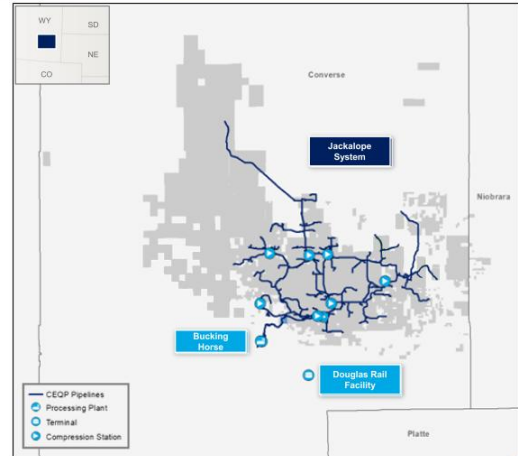 WY
SD
NE
CO
Converse
Jackalope
System
Niobrara
Bucking
Horse
Douglas Rail
Facility
CEQP Pipelines
Processing Plant
Terminal
Compression Station
Platte